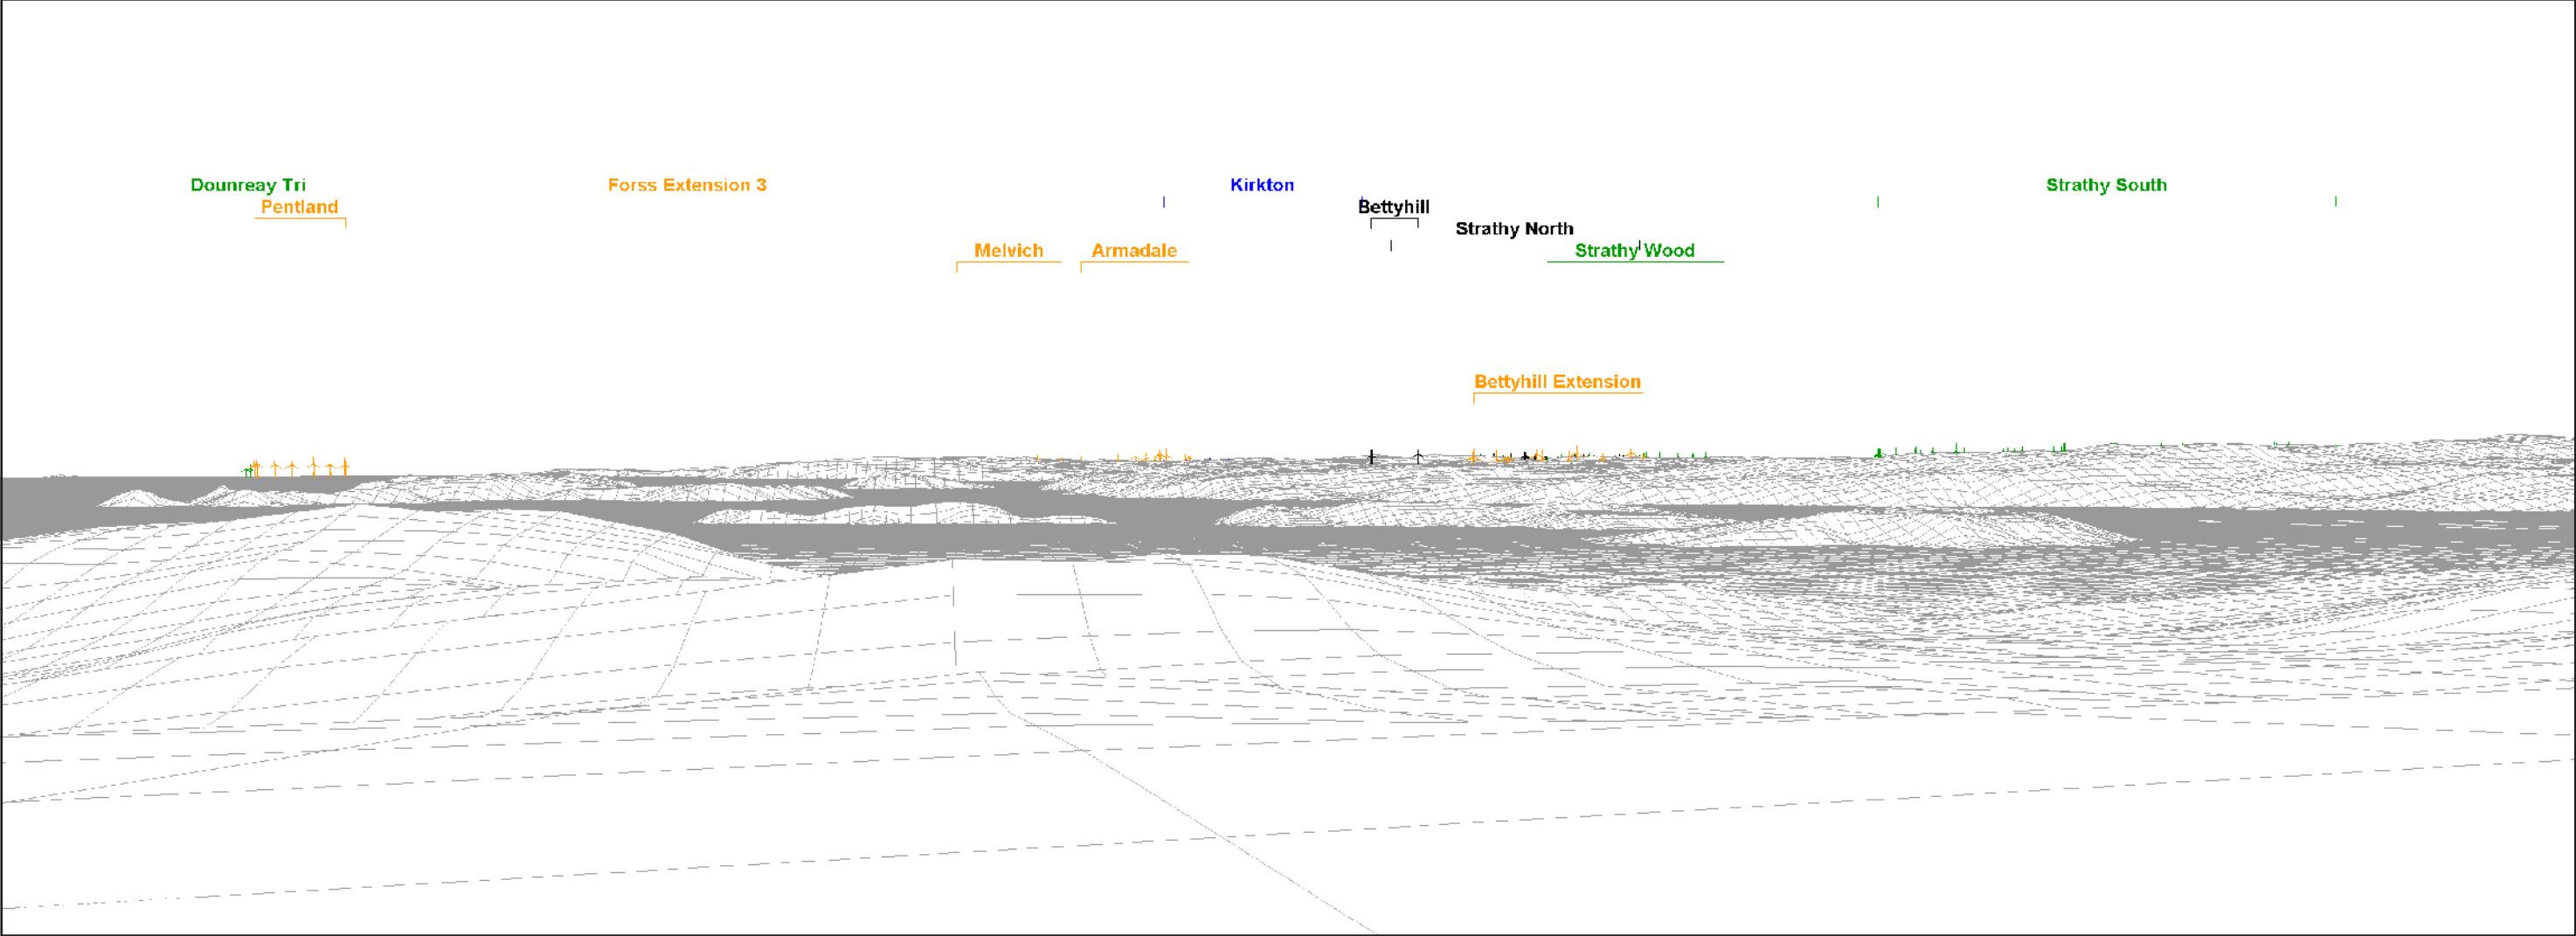 Dounreay Tri
Forss Extension 3
Kirkton
Strathy South
Pentland
Bettyhill
Strathy North
Melvich
Armadale
Strathy Wood
Bettyhill Extension